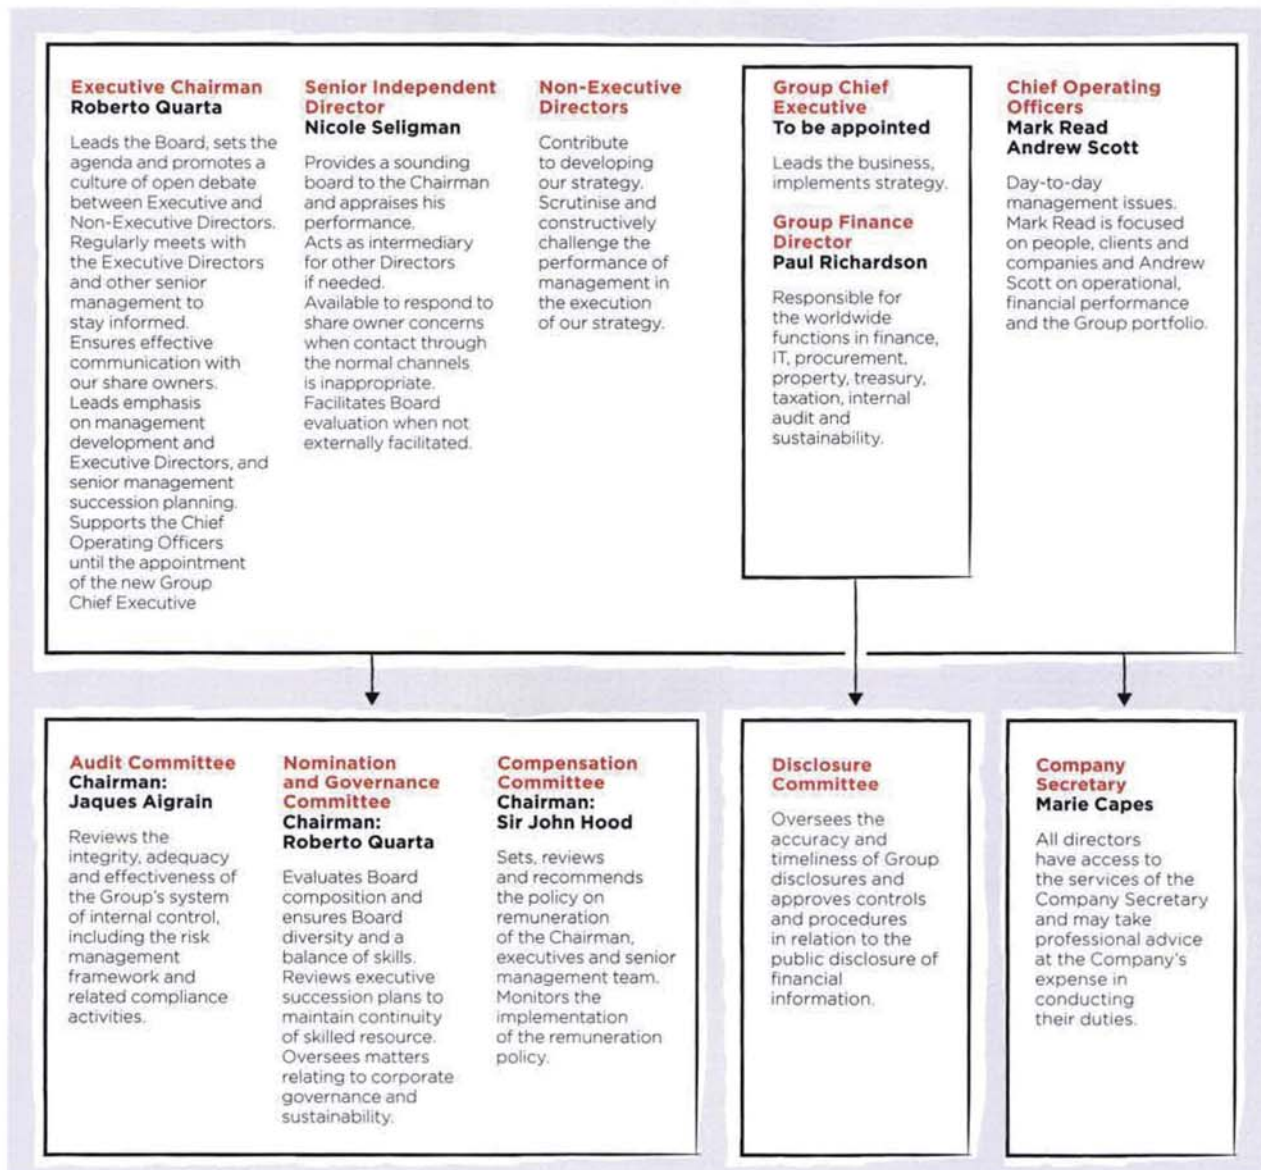 Executive Chairman
Roberto Quarta
Leads the Board, sets the
agenda and promotes a
culture of open debate
between Executive and
Non-Executive Directors.
Regularly meets with
the Executive Directors
and other senior
management to
stay informed.
Ensures effective
communication with
our share owners.
Leads emphasis
on management
development and
Executive Directors, and
senior management
succession planning.
Supports the Chief
Operating Officers
until the appointment
of the new Group
Chief Executive
Senior Independent
Director
Nicole Seligman
Provides a sounding
board to the Chairman
and appraises his
performance.
Acts as intermediary
for other Directors
if needed.
Available to respond to
share owner concerns
when contact through
the normal channels
is inappropriate.
Facilitates Board
evaluation when not
externally facilitated.
Non-Executive
Directors
Contribute
to developing
our strategy.
Scrutinise and
constructively
challenge the
performance of
management in
the execution
of our strategy.
Group Chief
Executive
To be appointed
Leads the business,
implements strategy.
Group Finance
Director
Paul Richardson
Responsible for
the worldwide
functions in finance,
IT, procurement,
property, treasury,
taxation, internal
audit and
sustainability.
Chief Operating
Officers
Mark Read
Andrew Scott
Day-to-day
management issues.
Mark Read is focused
on people, clients and
companies and Andrew
Scott on operational,
financial performance
and the Group portfolio.
Audit Committee
Chairman:
Jaques Aigrain
Reviews the
integrity, adequacy
and effectiveness of
the Group's system
of internal control,
including the risk
management
framework and
related compliance
activities.
Nomination
and Governance
Committee
Chairman:
Roberto Quarta
Evaluates Board
composition and
ensures Board
diversity and a
balance of skills.
Reviews executive
succession plans to
maintain continuity
of skilled resource.
Oversees matters
relating to corporate
governance and
sustainability.
Compensation
Committee
Chairman:
Sir John Hood
Sets, reviews
and recommends
the policy on
remuneration
of the Chairman,
executives and senior
management team.
Monitors the
implementation
of the remuneration
policy.
Disclosure
Committee
Oversees the
accuracy and
timeliness of Group
disclosures and
approves controls
and procedures
in relation to the
public disclosure of
financial
information.
Company
Secretary
Marie Capes
All directors
have access to
the services of the
Company Secretary
and may take
professional advice
at the Company's
expense in
conducting
their duties.